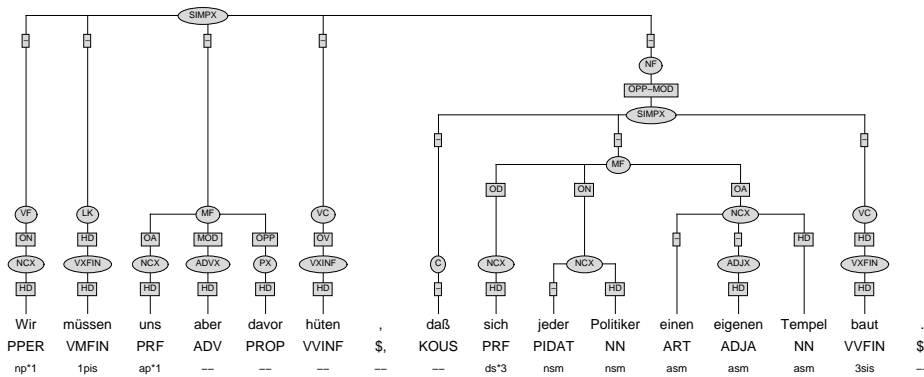 SIMPX
– – – – –
NF
OPP–MOD
SIMPX
– – –
MF
OD ON OA
VF LK MF VC NCX VC
ON HD OA MOD OPP OV – – HD HD
NCX VXFIN NCX ADVX PX VXINF C NCX NCX ADJX VXFIN
HD HD HD HD HD HD – HD – HD HD HD
Wir müssen uns aber davor hüten , daß sich jeder Politiker einen eigenen Tempel baut .
PPER VMFIN PRF ADV PROP VVINF $, KOUS PRF PIDAT NN ART ADJA NN VVFIN $
np*1 1pis ap*1 –– –– –– –– –– ds*3 nsm nsm asm asm asm 3sis –